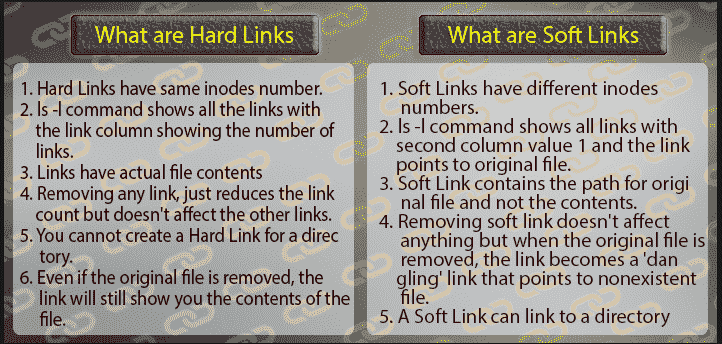 What are Hard Links
1. Hard Links have same inodes number.
2. ls -l command shows all the links with
the link column showing the number of
links.
3. Links have actual file contents
4. Removing any link, just reduces the link
count but doesn't affect the other links.
5. You cannot create a Hard Link for a direc
tory.
6. Even if the original file is removed, the
link will still show you the contents of the
file.
What are Soft Links
1. Soft Links have different inodes
numbers.
2. ls -l command shows all links with
second column value 1 and the link
points to original file.
3. Soft Link contains the path for origi
nal file and not the contents.
4. Removing soft link doesn't affect
anything but when the original file is
removed, the link becomes a 'dan
gling' link that points to nonexistent
file.
5. A Soft Link can link to a directory